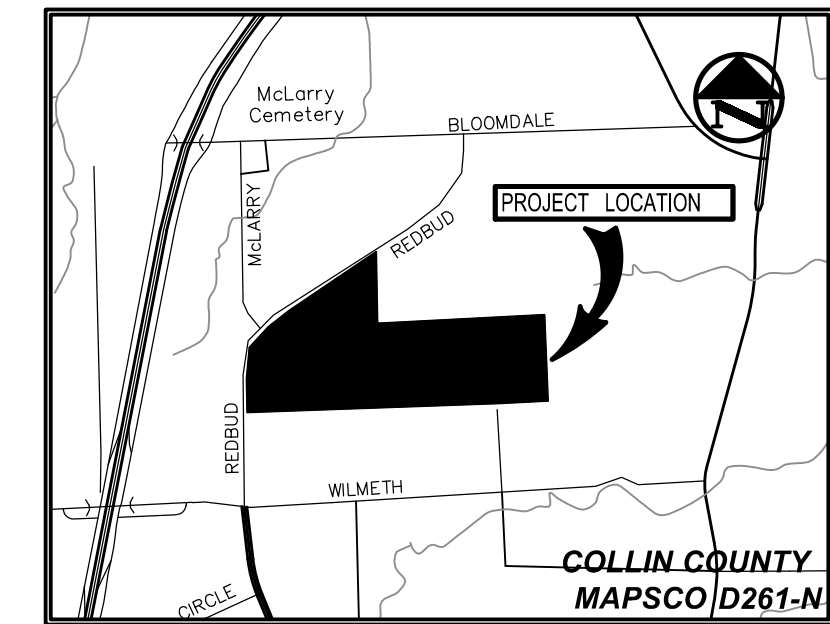 McLarry
Cemetery
BLOOMDALE
N
PROJECT LOCATION
McLARRY
REDBUD
REDBUD
WILMETH
CIRCLE
COLLIN COUNTY
MAPSCO D261-N